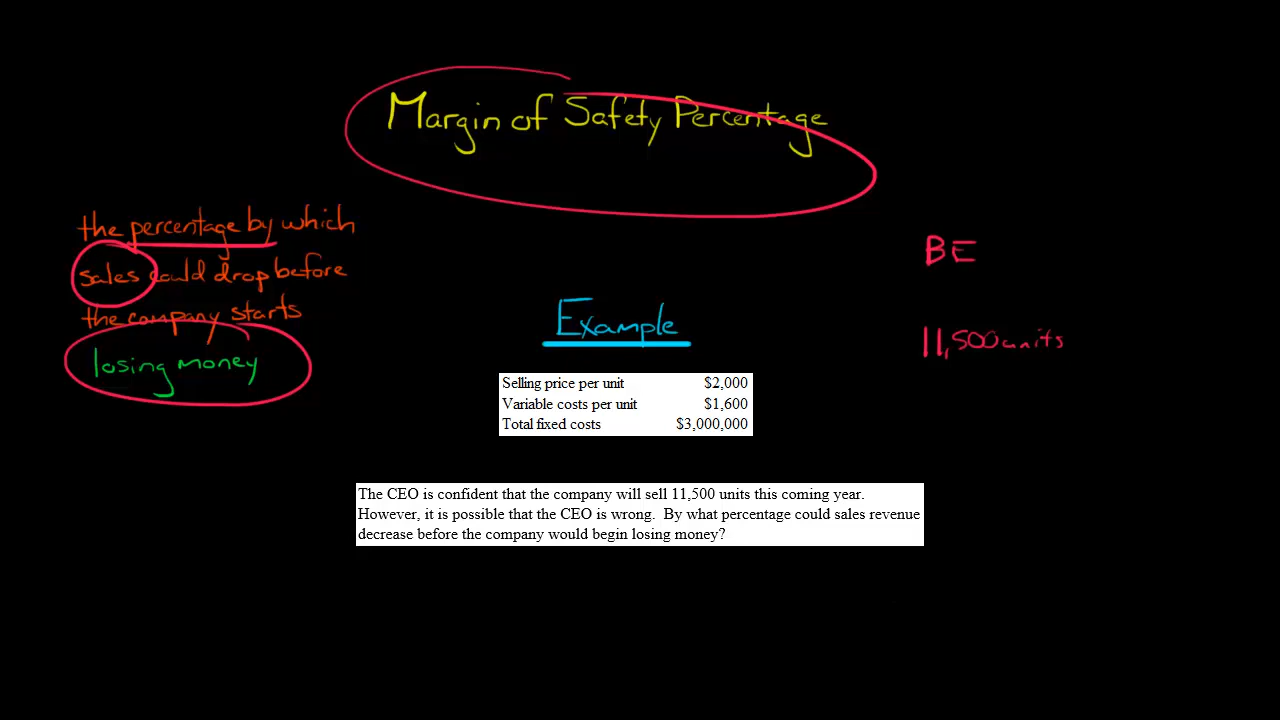 Margin of Safety Percentage
the percentage by which
sales could drop before
the company starts
losing money
BE
11,500 units
Example
Selling price per unit $2,000
Variable costs per unit $1,600
Total fixed costs $3,000,000
The CEO is confident that the company will sell 11,500 units this coming year.
However, it is possible that the CEO is wrong. By what percentage could sales revenue
decrease before the company would begin losing money?